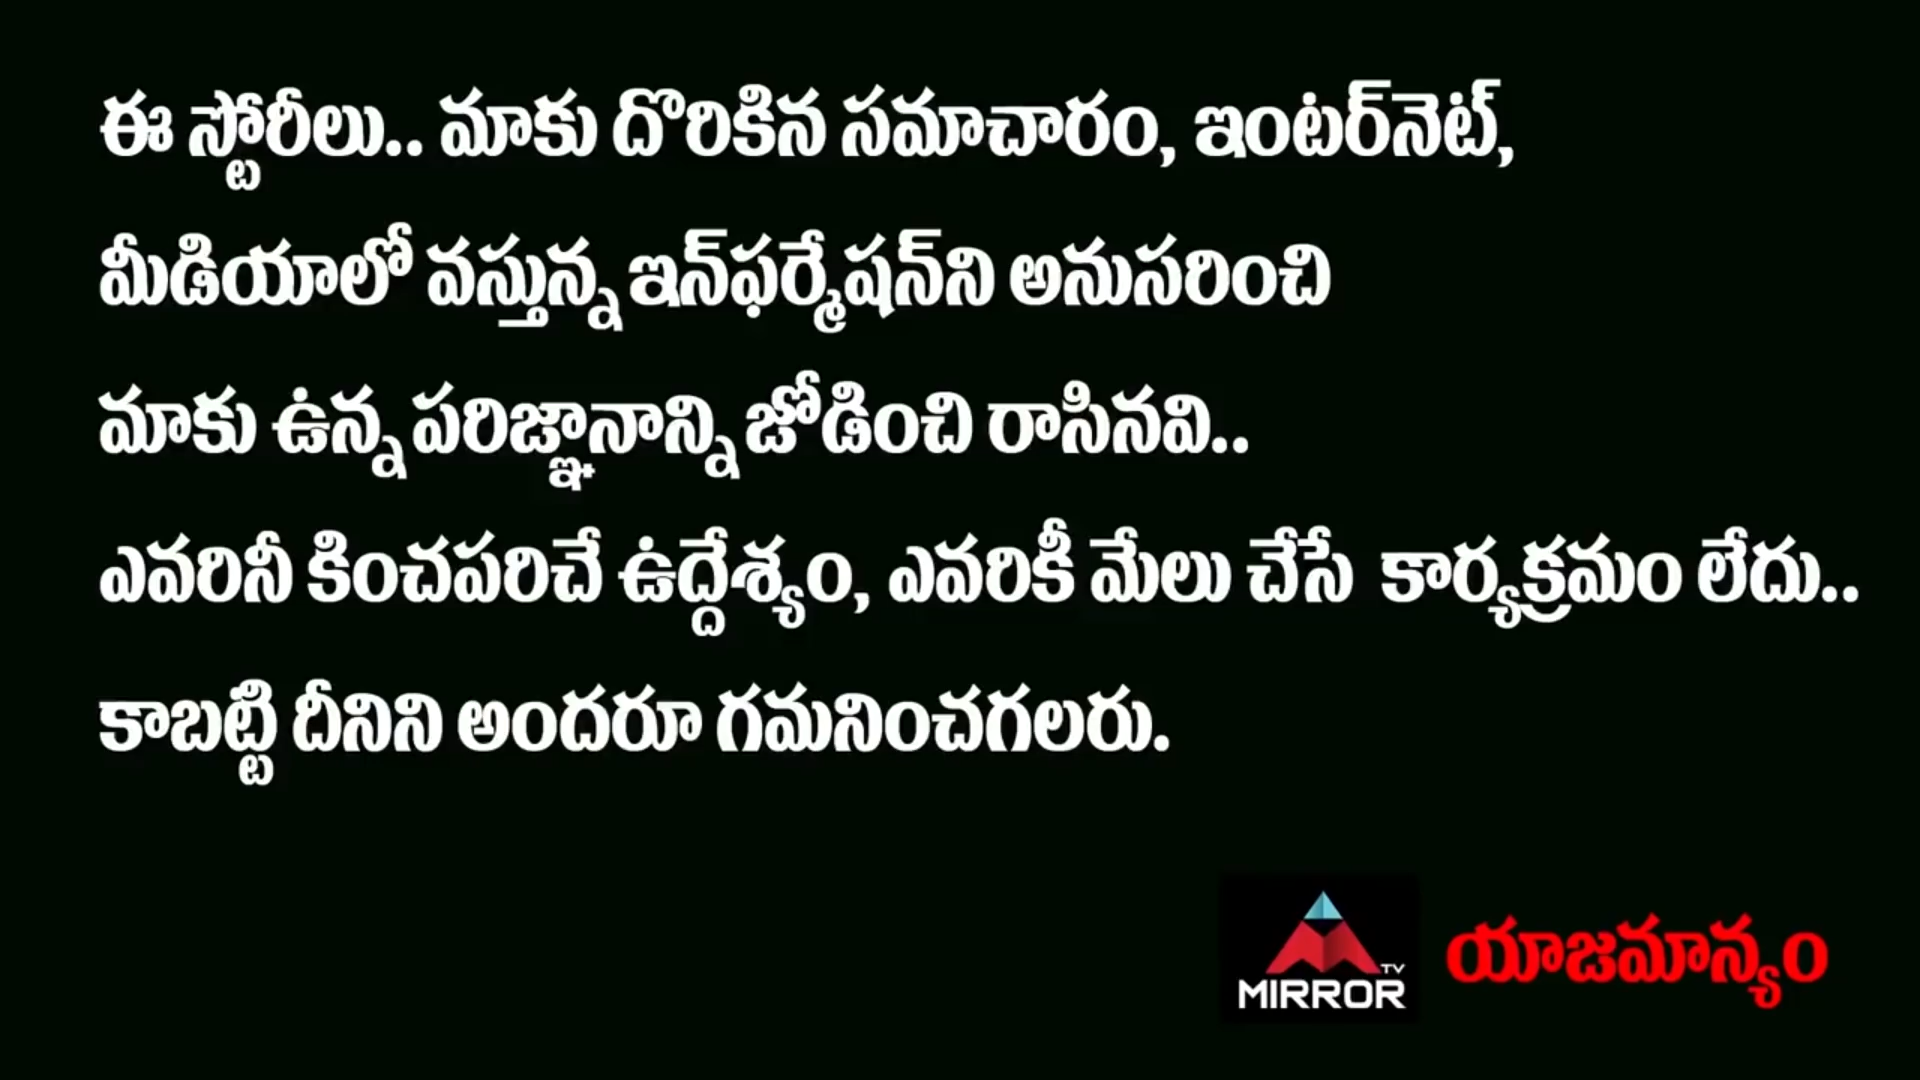 ఈ స్టోరీలు.. మాకు దొరికిన సమాచారం, ఇంటర్‌నెట్,
మీడియాలో వస్తున్న ఇన్‌ఫర్మేషన్‌ని అనుసరించి
మాకు ఉన్న పరిజ్ఞానాన్ని జోడించి రాసినవి..
ఎవరినీ కించపరిచే ఉద్దేశ్యం, ఎవరికీ మేలు చేసే కార్యక్రమం లేదు..
కాబట్టి దీనిని అందరూ గమనించగలరు.
TV
MIRROR
యాజమాన్యం